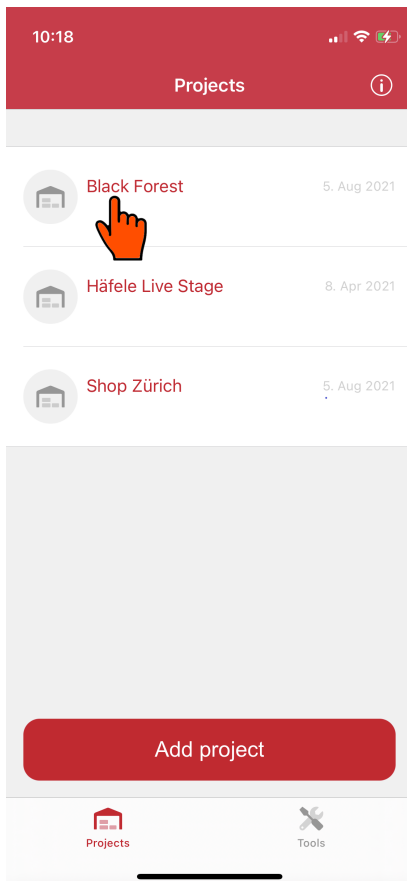 10:18
Projects
Black Forest
5. Aug 2021
Häfele Live Stage
8. Apr 2021
Shop Zürich
5. Aug 2021
Add project
Projects
Tools